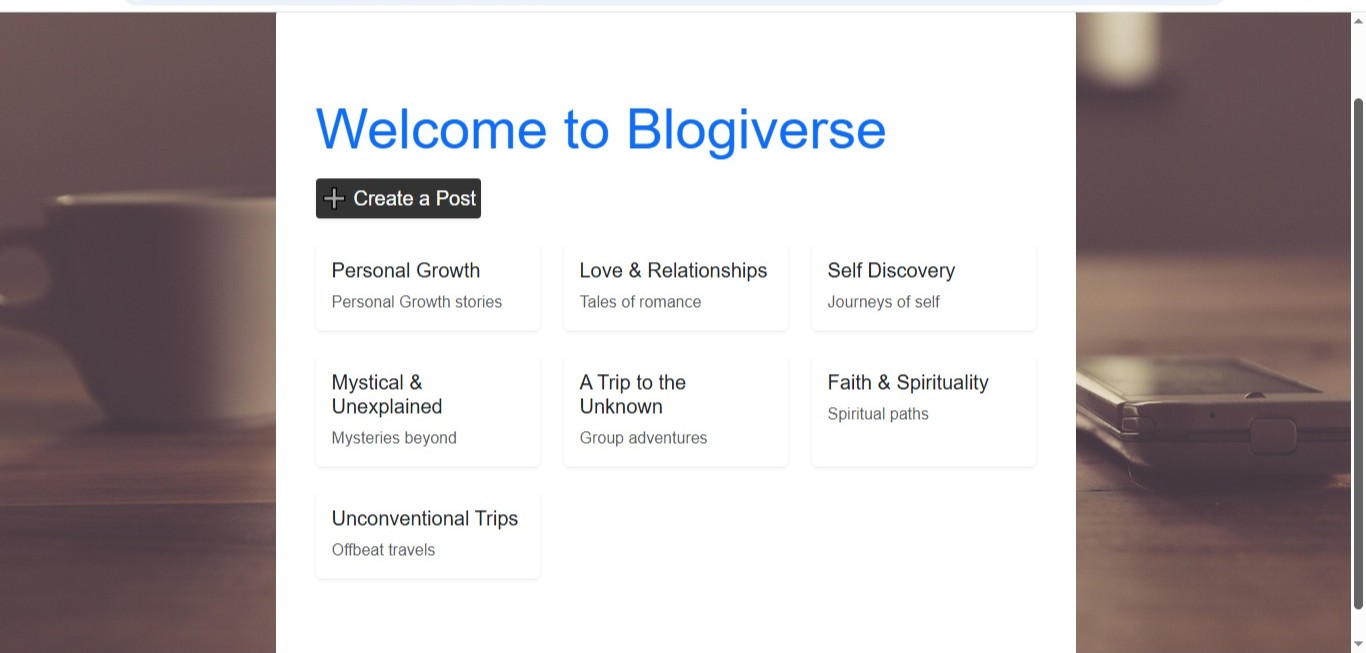 Welcome to Blogiverse
Create a Post
Personal Growth
Personal Growth stories
Love & Relationships
Tales of romance
Self Discovery
Journeys of self
Mystical &
Unexplained
Mysteries beyond
A Trip to the
Unknown
Group adventures
Faith & Spirituality
Spiritual paths
Unconventional Trips
Offbeat travels